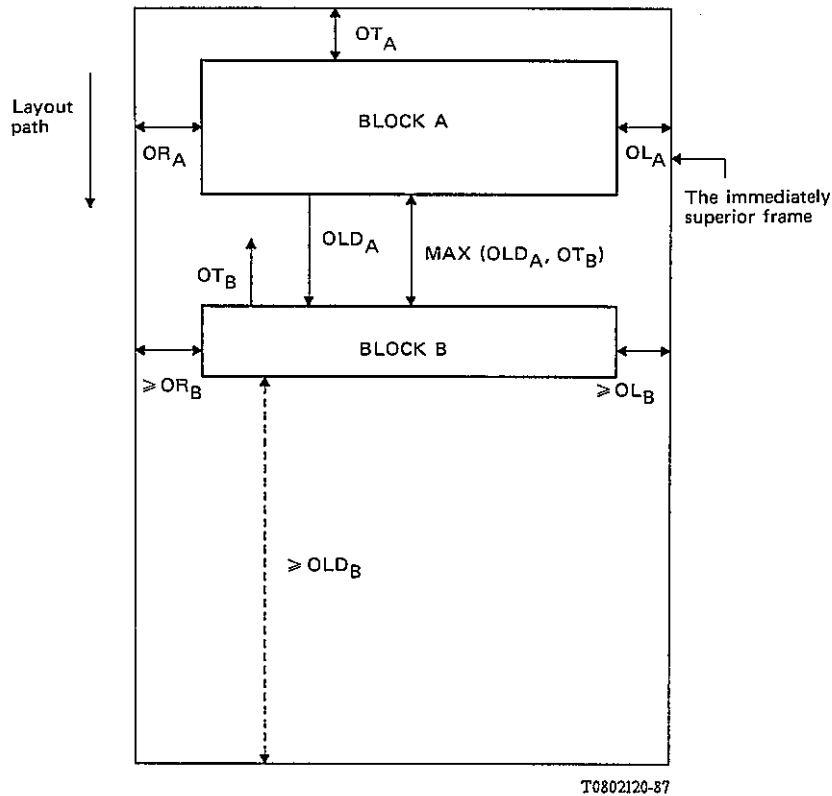 OT_A
Layout
path
BLOCK A
OR_A
OL_A
The immediately
superior frame
OLD_A
MAX (OLD_A, OT_B)
OT_B
BLOCK B
⩾ OR_B
⩾ OL_B
⩾ OLD_B
T0802120-87